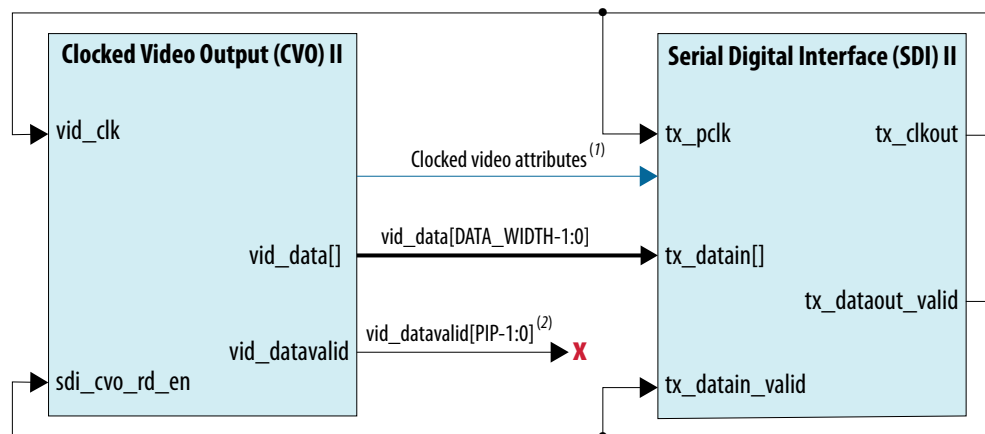 Clocked Video Output (CVO) II
Serial Digital Interface (SDI) II
vid_clk
tx_pclk
tx_clkout
Clocked video attributes (1)
vid_data[]
vid_data[DATA_WIDTH-1:0]
tx_datain[]
tx_dataout_valid
vid_datavalid
vid_datavalid[PIP-1:0] (2)
X
sdi_cvo_rd_en
tx_datain_valid